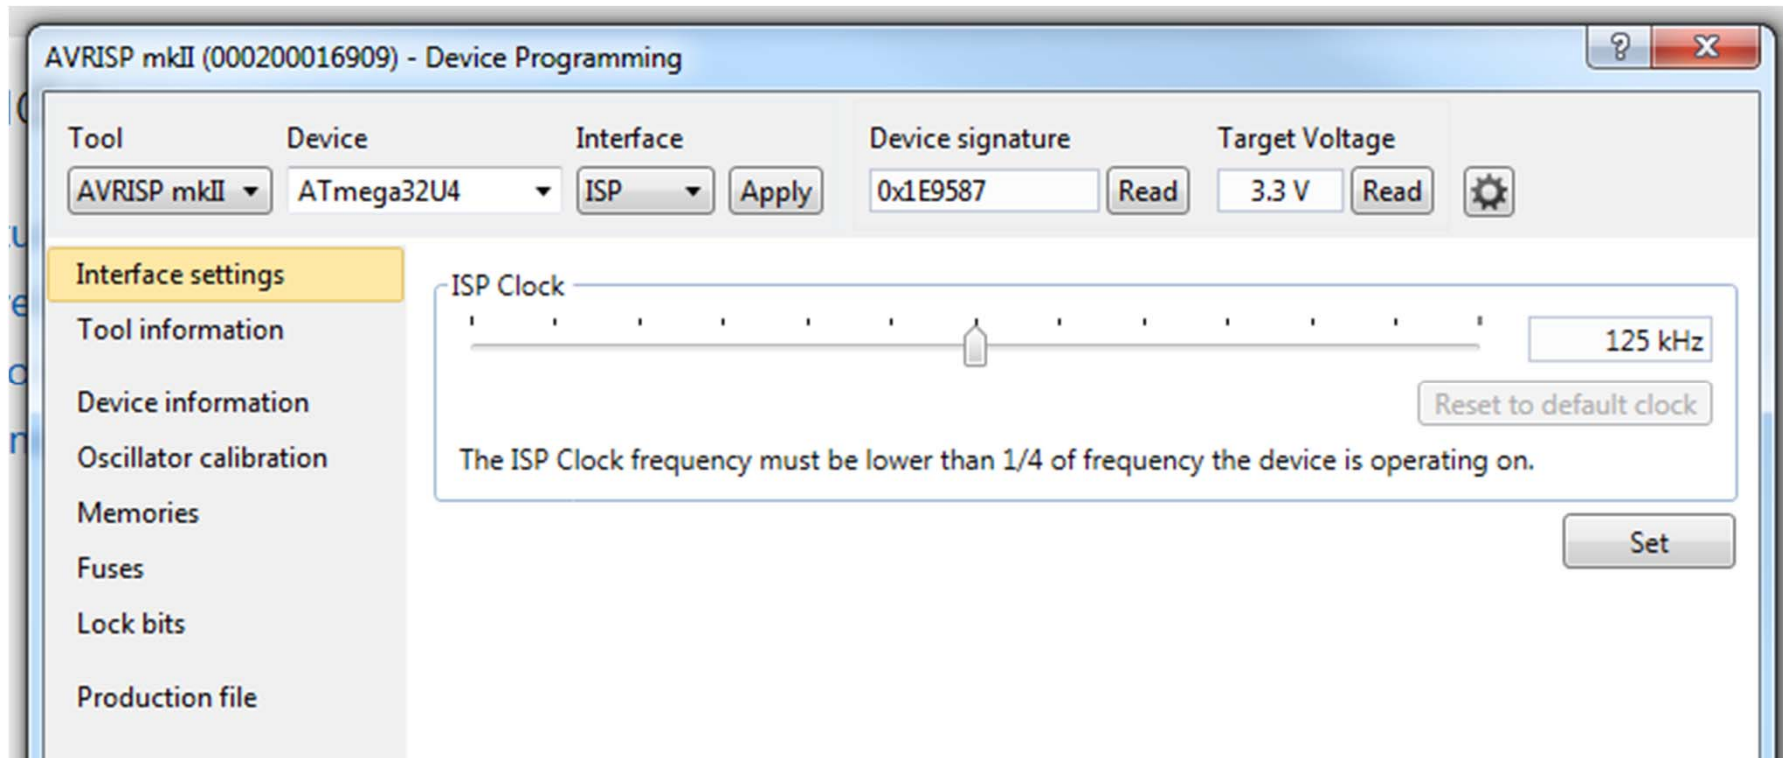 AVRISP mkII (000200016909) - Device Programming
Tool Device Interface Device signature Target Voltage
AVRISP mkII ATmega32U4 ISP Apply 0x1E9587 Read 3.3 V Read
Interface settings
ISP Clock
Tool information
125 kHz
Reset to default clock
Device information
Oscillator calibration
The ISP Clock frequency must be lower than 1/4 of frequency the device is operating on.
Memories
Set
Fuses
Lock bits
Production file